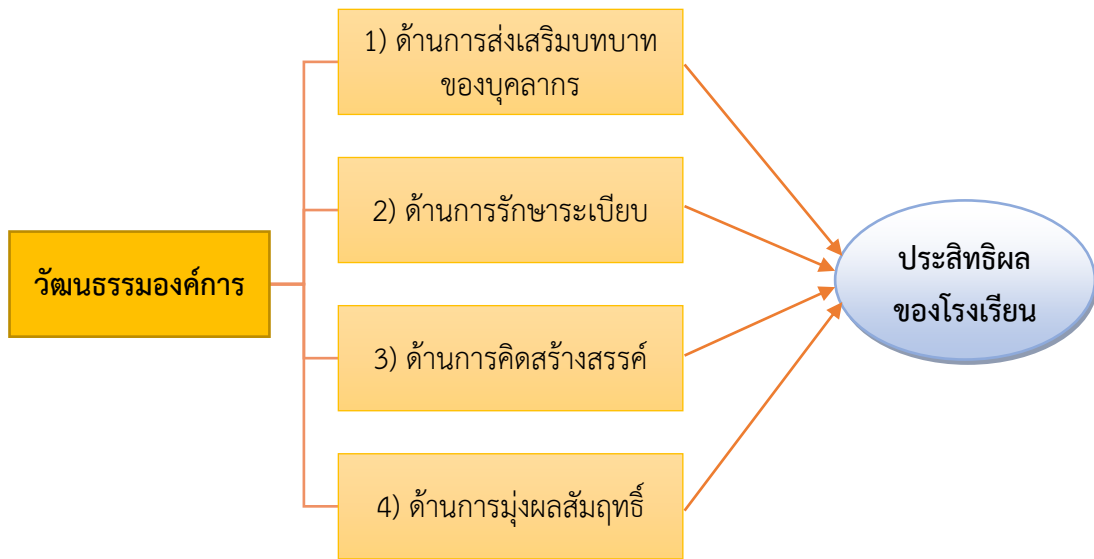 1) ด้านการส่งเสริมบทบาท
ของบุคลากร
2) ด้านการรักษาระเบียบ
วัฒนธรรมองค์การ
3) ด้านการคิดสร้างสรรค์
4) ด้านการมุ่งผลสัมฤทธิ์
ประสิทธิผล
ของโรงเรียน